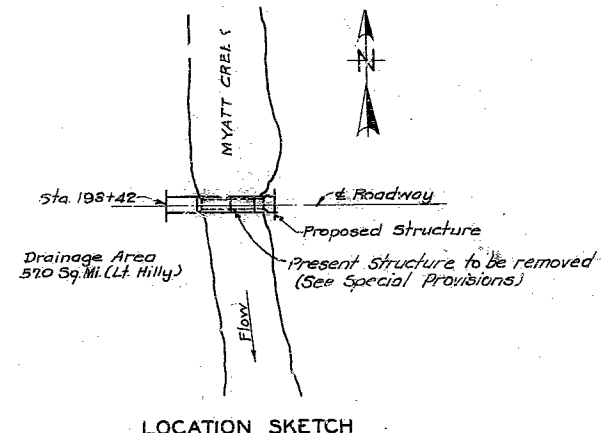 MYATT CREEK
N
Sta. 198+42
℄ Roadway
Proposed Structure
Drainage Area
570 Sq. Mi. (Lt. Hilly)
Present Structure to be removed
(See Special Provisions)
Flow
LOCATION SKETCH